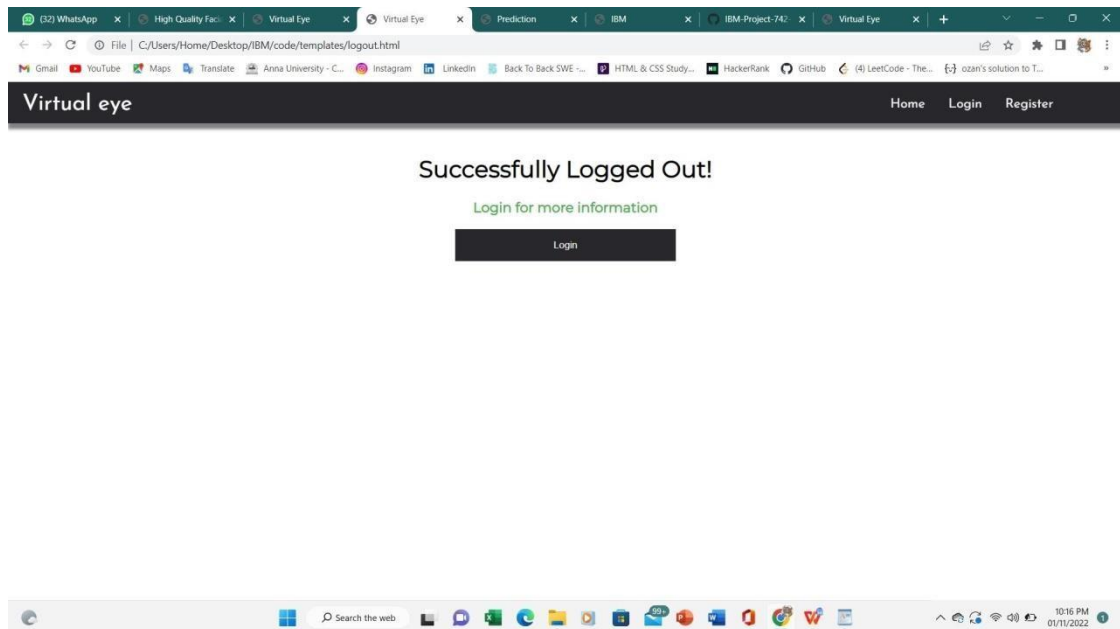 (32) WhatsApp
High Quality Faci
Virtual Eye
Virtual Eye
Prediction
IBM
IBM-Project-742
Virtual Eye
File | C:/Users/Home/Desktop/IBM/code/templates/logout.html
Gmail
YouTube
Maps
Translate
Anna University - C...
Instagram
LinkedIn
Back To Back SWE -...
HTML & CSS Study...
HackerRank
GitHub
(4) LeetCode - The...
ozan's solution to T...
Virtual eye
Home
Login
Register
Successfully Logged Out!
Login for more information
Login
Search the web
99+
10:16 PM
01/11/2022